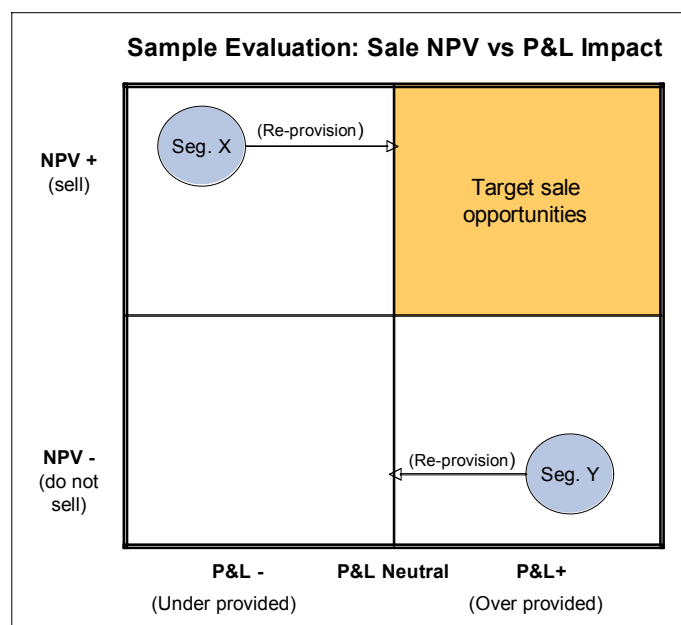 Sample Evaluation: Sale NPV vs P&L Impact
NPV +
(sell)
Seg. X
(Re-provision)
Target sale
opportunities
NPV -
(do not
sell)
(Re-provision)
Seg. Y
P&L - P&L Neutral P&L+
(Under provided) (Over provided)